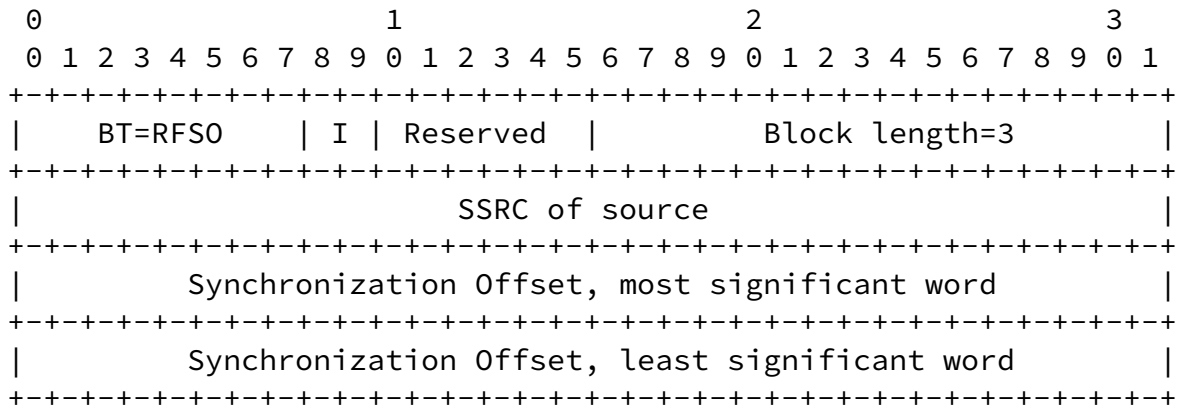 0                   1                   2                   3
 0 1 2 3 4 5 6 7 8 9 0 1 2 3 4 5 6 7 8 9 0 1 2 3 4 5 6 7 8 9 0 1
+-+-+-+-+-+-+-+-+-+-+-+-+-+-+-+-+-+-+-+-+-+-+-+-+-+-+-+-+-+-+-+-+
|    BT=RFSO    | I | Reserved  |         Block length=3        |
+-+-+-+-+-+-+-+-+-+-+-+-+-+-+-+-+-+-+-+-+-+-+-+-+-+-+-+-+-+-+-+-+
|                        SSRC of source                         |
+-+-+-+-+-+-+-+-+-+-+-+-+-+-+-+-+-+-+-+-+-+-+-+-+-+-+-+-+-+-+-+-+
|         Synchronization Offset, most significant word         |
+-+-+-+-+-+-+-+-+-+-+-+-+-+-+-+-+-+-+-+-+-+-+-+-+-+-+-+-+-+-+-+-+
|         Synchronization Offset, least significant word        |
+-+-+-+-+-+-+-+-+-+-+-+-+-+-+-+-+-+-+-+-+-+-+-+-+-+-+-+-+-+-+-+-+